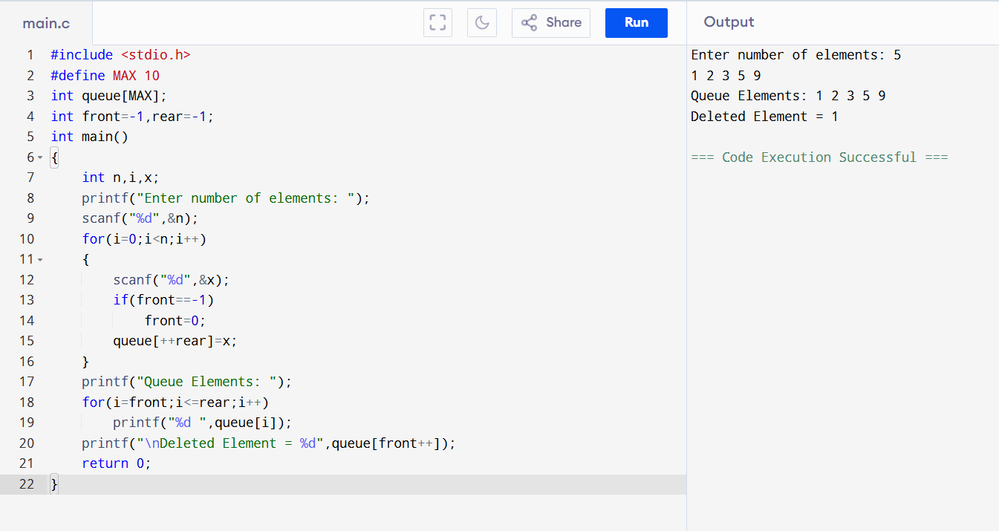 main.c
Share
Run
Output
1 #include <stdio.h>
2 #define MAX 10
3 int queue[MAX];
4 int front=-1,rear=-1;
5 int main()
6 {
7     int n,i,x;
8     printf("Enter number of elements: ");
9     scanf("%d",&n);
10     for(i=0;i<n;i++)
11     {
12         scanf("%d",&x);
13         if(front==-1)
14             front=0;
15         queue[++rear]=x;
16     }
17     printf("Queue Elements: ");
18     for(i=front;i<=rear;i++)
19         printf("%d ",queue[i]);
20     printf("\nDeleted Element = %d",queue[front++]);
21     return 0;
22 }
Enter number of elements: 5
1 2 3 5 9
Queue Elements: 1 2 3 5 9
Deleted Element = 1
=== Code Execution Successful ===